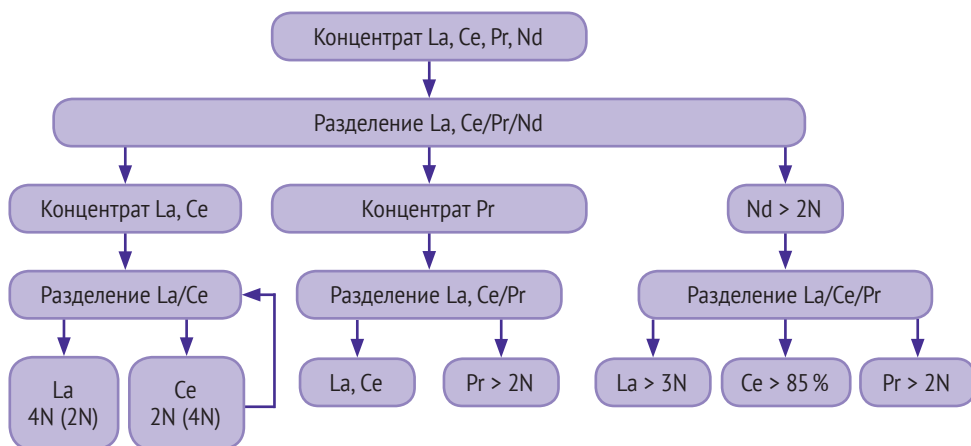 Концентрат La, Ce, Pr, Nd
Разделение La, Ce/Pr/Nd
Концентрат La, Ce
Концентрат Pr
Nd > 2N
Разделение La/Ce
Разделение La, Ce/Pr
Разделение La/Ce/Pr
La
4N (2N)
Ce
2N (4N)
La, Ce
Pr > 2N
La > 3N
Ce > 85 %
Pr > 2N